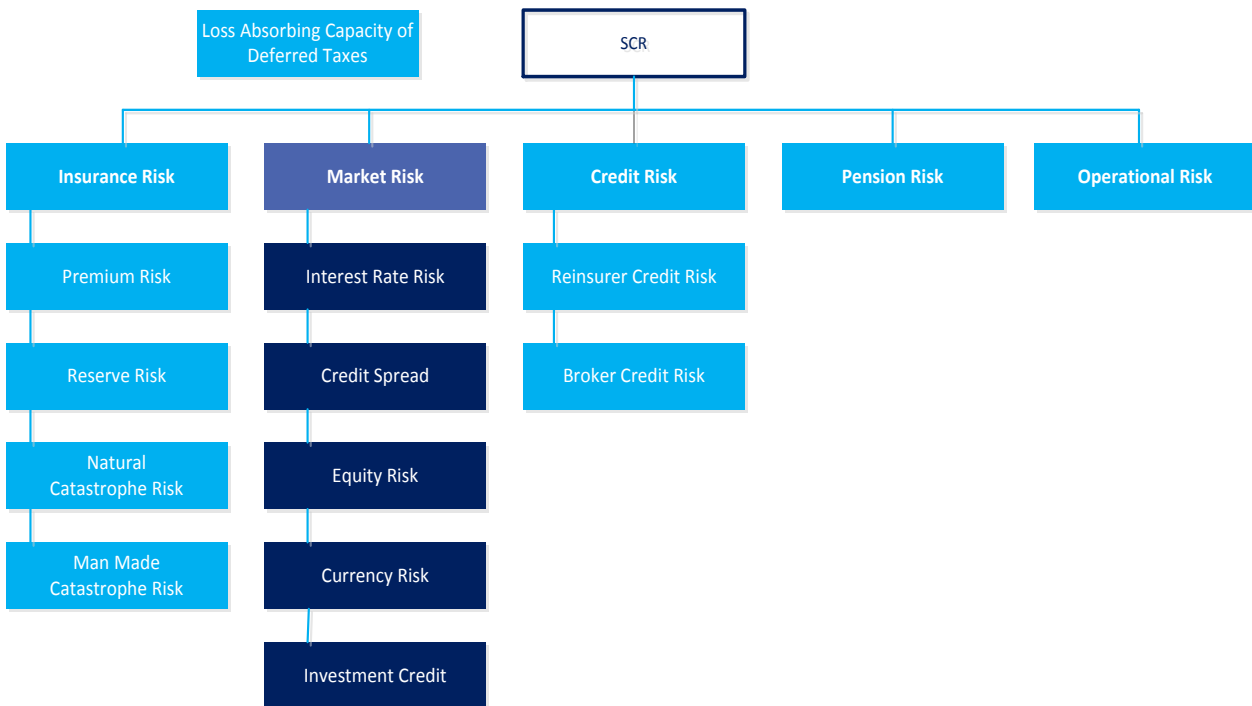 Loss Absorbing Capacity of
Deferred Taxes
SCR
Insurance Risk
Market Risk
Credit Risk
Pension Risk
Operational Risk
Premium Risk
Interest Rate Risk
Reinsurer Credit Risk
Reserve Risk
Credit Spread
Broker Credit Risk
Natural
Catastrophe Risk
Equity Risk
Man Made
Catastrophe Risk
Currency Risk
Investment Credit